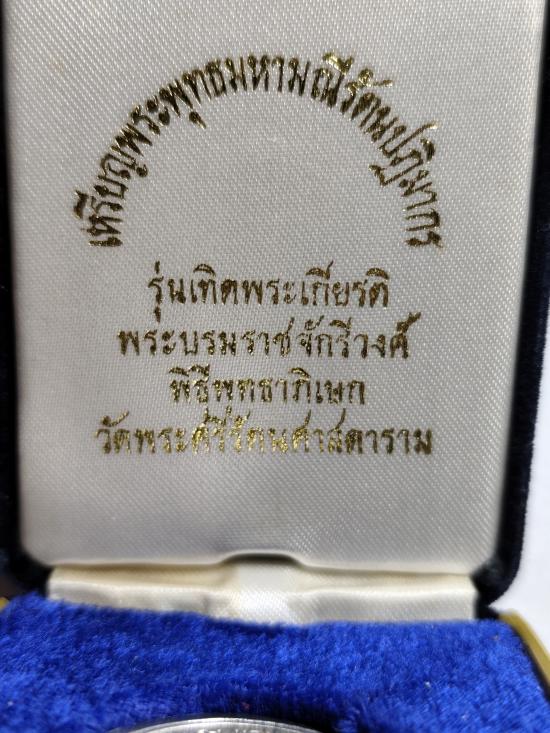 เหรียญพระพุทธมหามณีรัตนปฏิมากร
รุ่นเทิดพระเกียรติ
พระบรมราชจักรีวงศ์
พิธีพุทธาภิเษก
วัดพระศรีรัตนศาสดาราม